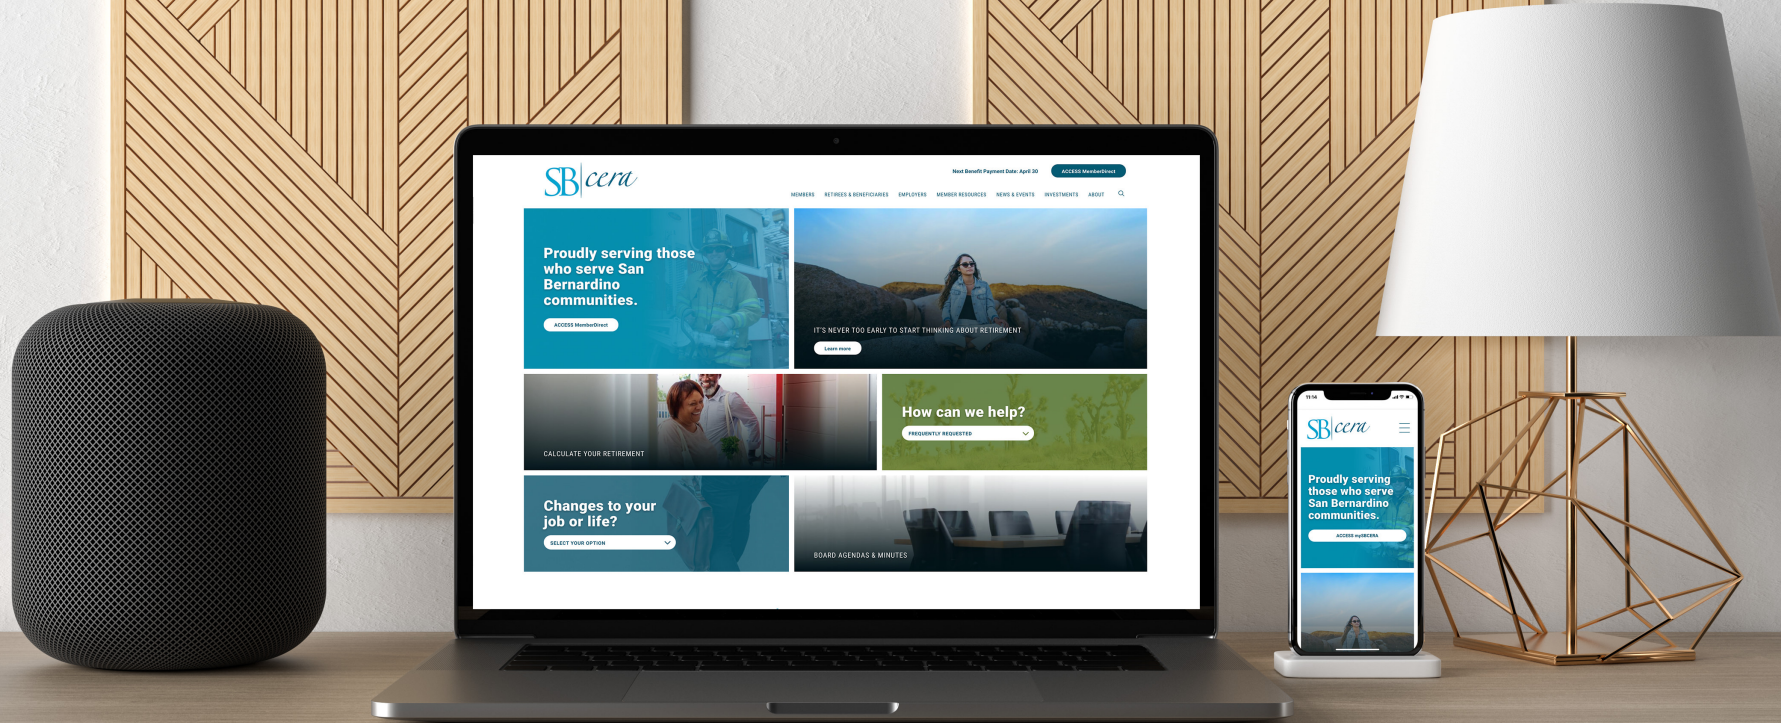 SB cera
Next Benefit Payment Date: April 30
ACCESS MemberDirect
MEMBERS RETIREES & BENEFICIARIES EMPLOYERS MEMBER RESOURCES NEWS & EVENTS INVESTMENTS ABOUT
Proudly serving those
who serve San
Bernardino
communities.
ACCESS MemberDirect
IT'S NEVER TOO EARLY TO START THINKING ABOUT RETIREMENT
Learn more
CALCULATE YOUR RETIREMENT
How can we help?
FREQUENTLY REQUESTED
Changes to your
job or life?
SELECT YOUR OPTION
BOARD AGENDAS & MINUTES
11:14
SB cera
Proudly serving
those who serve
San Bernardino
communities.
ACCESS mySBCERA